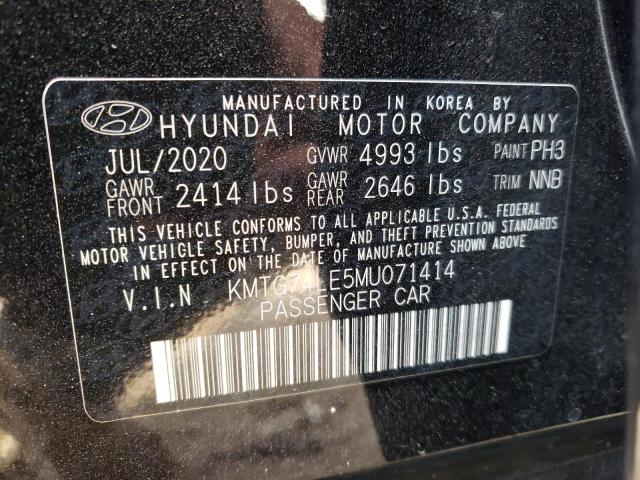 MANUFACTURED IN KOREA BY
HYUNDAI MOTOR COMPANY
JUL/2020 GVWR 4993 lbs PAINT PH3
GAWR FRONT 2414 lbs GAWR REAR 2646 lbs TRIM NNB
THIS VEHICLE CONFORMS TO ALL APPLICABLE U.S.A. FEDERAL
MOTOR VEHICLE SAFETY, BUMPER, AND THEFT PREVENTION STANDARDS
IN EFFECT ON THE DATE OF MANUFACTURE SHOWN ABOVE
V.I.N KMTG74LE5MU071414
PASSENGER CAR